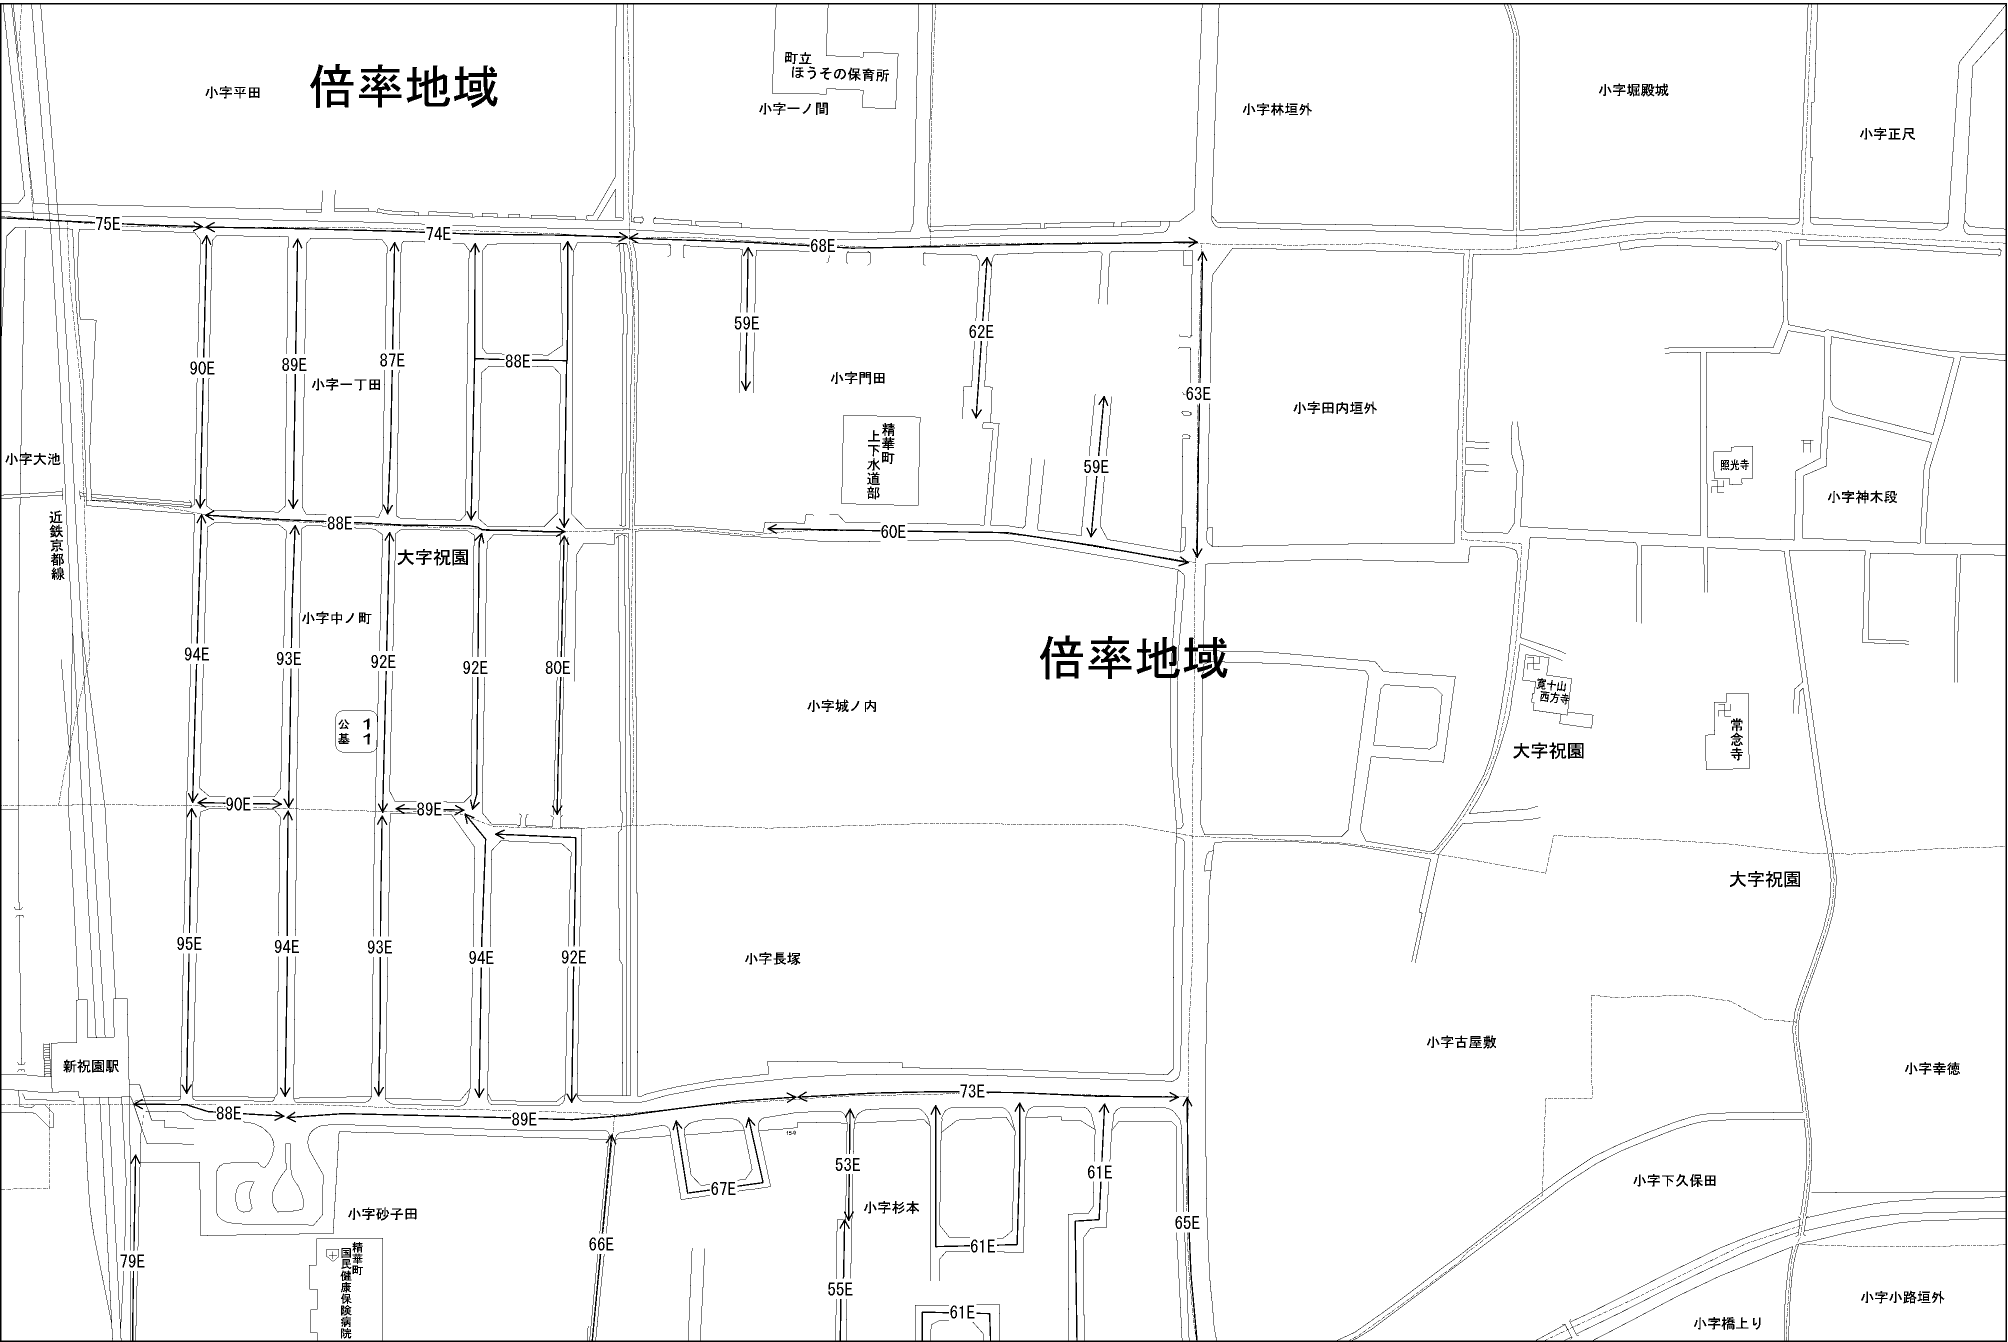 倍率地域
小字平田
町立
ほうその保育所
小字一ノ間
小字林垣外
小字堀殿城
小字正尺
75E
74E
68E
59E
62E
90E
89E
小字一丁田
87E
88E
小字門田
63E
小字田内垣外
小字大池
精華町
上下水道部
59E
照光寺
小字神木段
近鉄京都線
88E
大字祝園
60E
小字中ノ町
94E
93E
92E
92E
80E
倍率地域
小字城ノ内
寛十山
西方寺
常念寺
大字祝園
公 1
基 1
90E
89E
大字祝園
95E
94E
93E
94E
92E
小字長塚
小字古屋敷
小字幸徳
新祝園駅
88E
89E
73E
53E
61E
67E
小字杉本
小字下久保田
小字砂子田
65E
66E
61E
79E
精華町
国民健康保険病院
55E
61E
小字小路垣外
小字橋上り